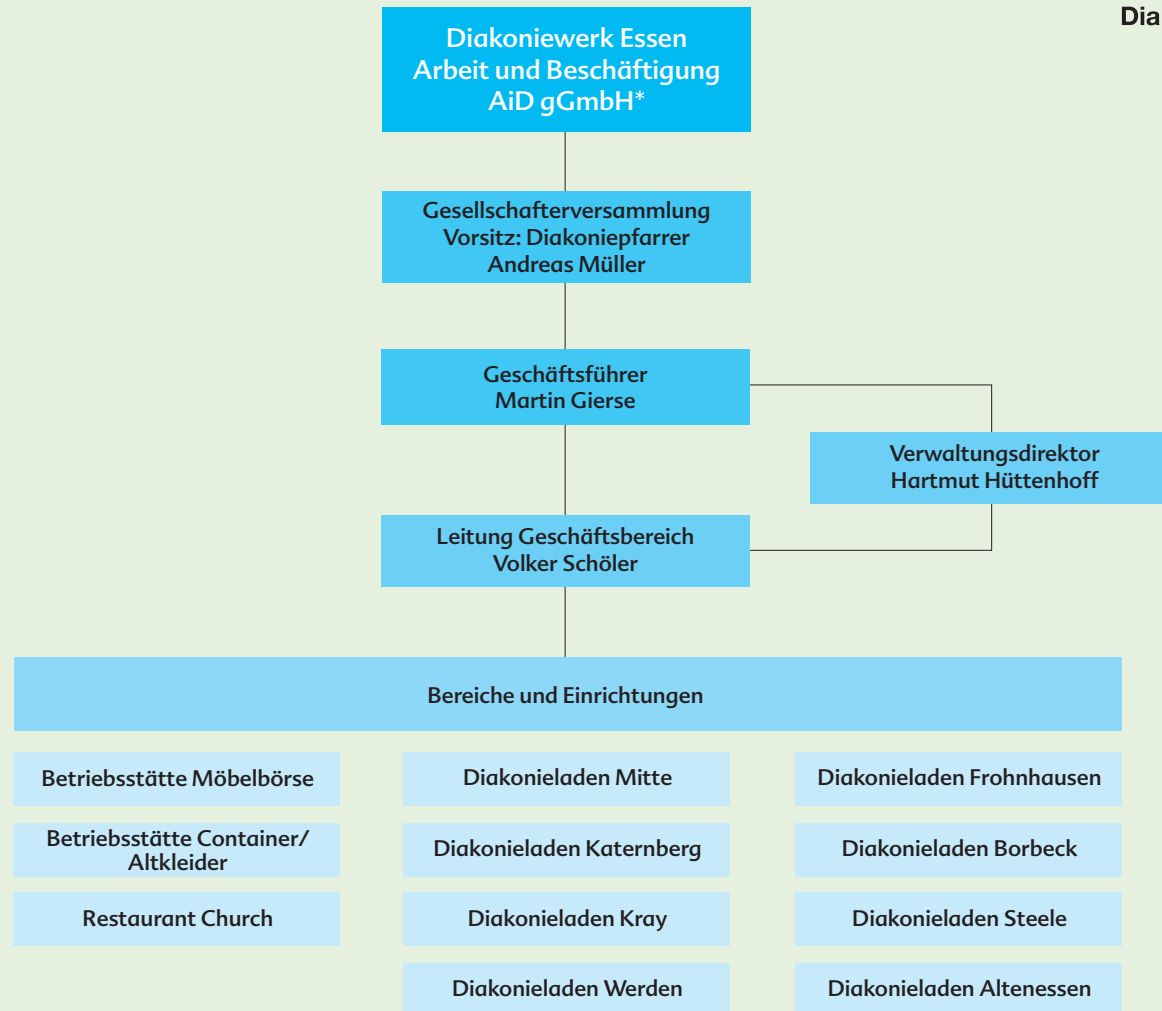 Dia
Diakoniewerk Essen
Arbeit und Beschäftigung
AiD gGmbH*
Gesellschafterversammlung
Vorsitz: Diakoniepfarrer
Andreas Müller
Geschäftsführer
Martin Gierse
Verwaltungsdirektor
Hartmut Hüttenhoff
Leitung Geschäftsbereich
Volker Schöler
Bereiche und Einrichtungen
Betriebsstätte Möbelbörse
Betriebstätte Container/
Altkleider
Restaurant Church
Diakonieladen Mitte
Diakonieladen Katernberg
Diakonieladen Kray
Diakonieladen Werden
Diakonieladen Frohnhausen
Diakonieladen Borbeck
Diakonieladen Steele
Diakonieladen Altenessen